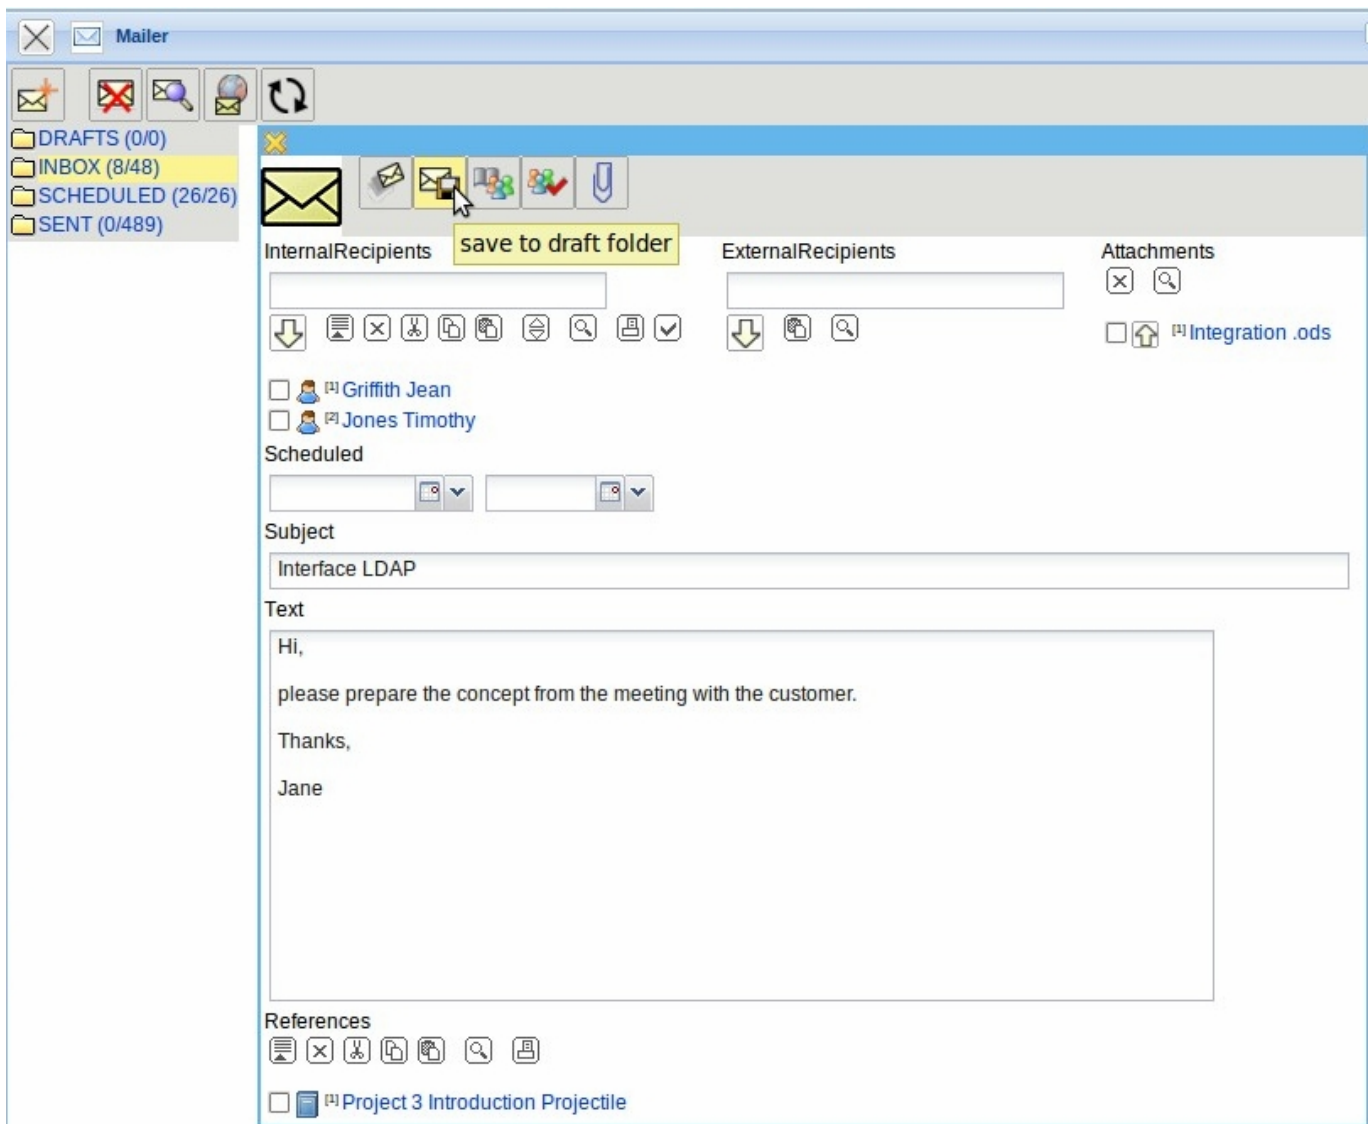 Mailer
DRAFTS (0/0)
INBOX (8/48)
SCHEDULED (26/26)
SENT (0/489)
save to draft folder
InternalRecipients
ExternalRecipients
Attachments
[1] Integration .ods
[1] Griffith Jean
[2] Jones Timothy
Scheduled
Subject
Interface LDAP
Text
Hi,
please prepare the concept from the meeting with the customer.
Thanks,
Jane
References
[1] Project 3 Introduction Projectile